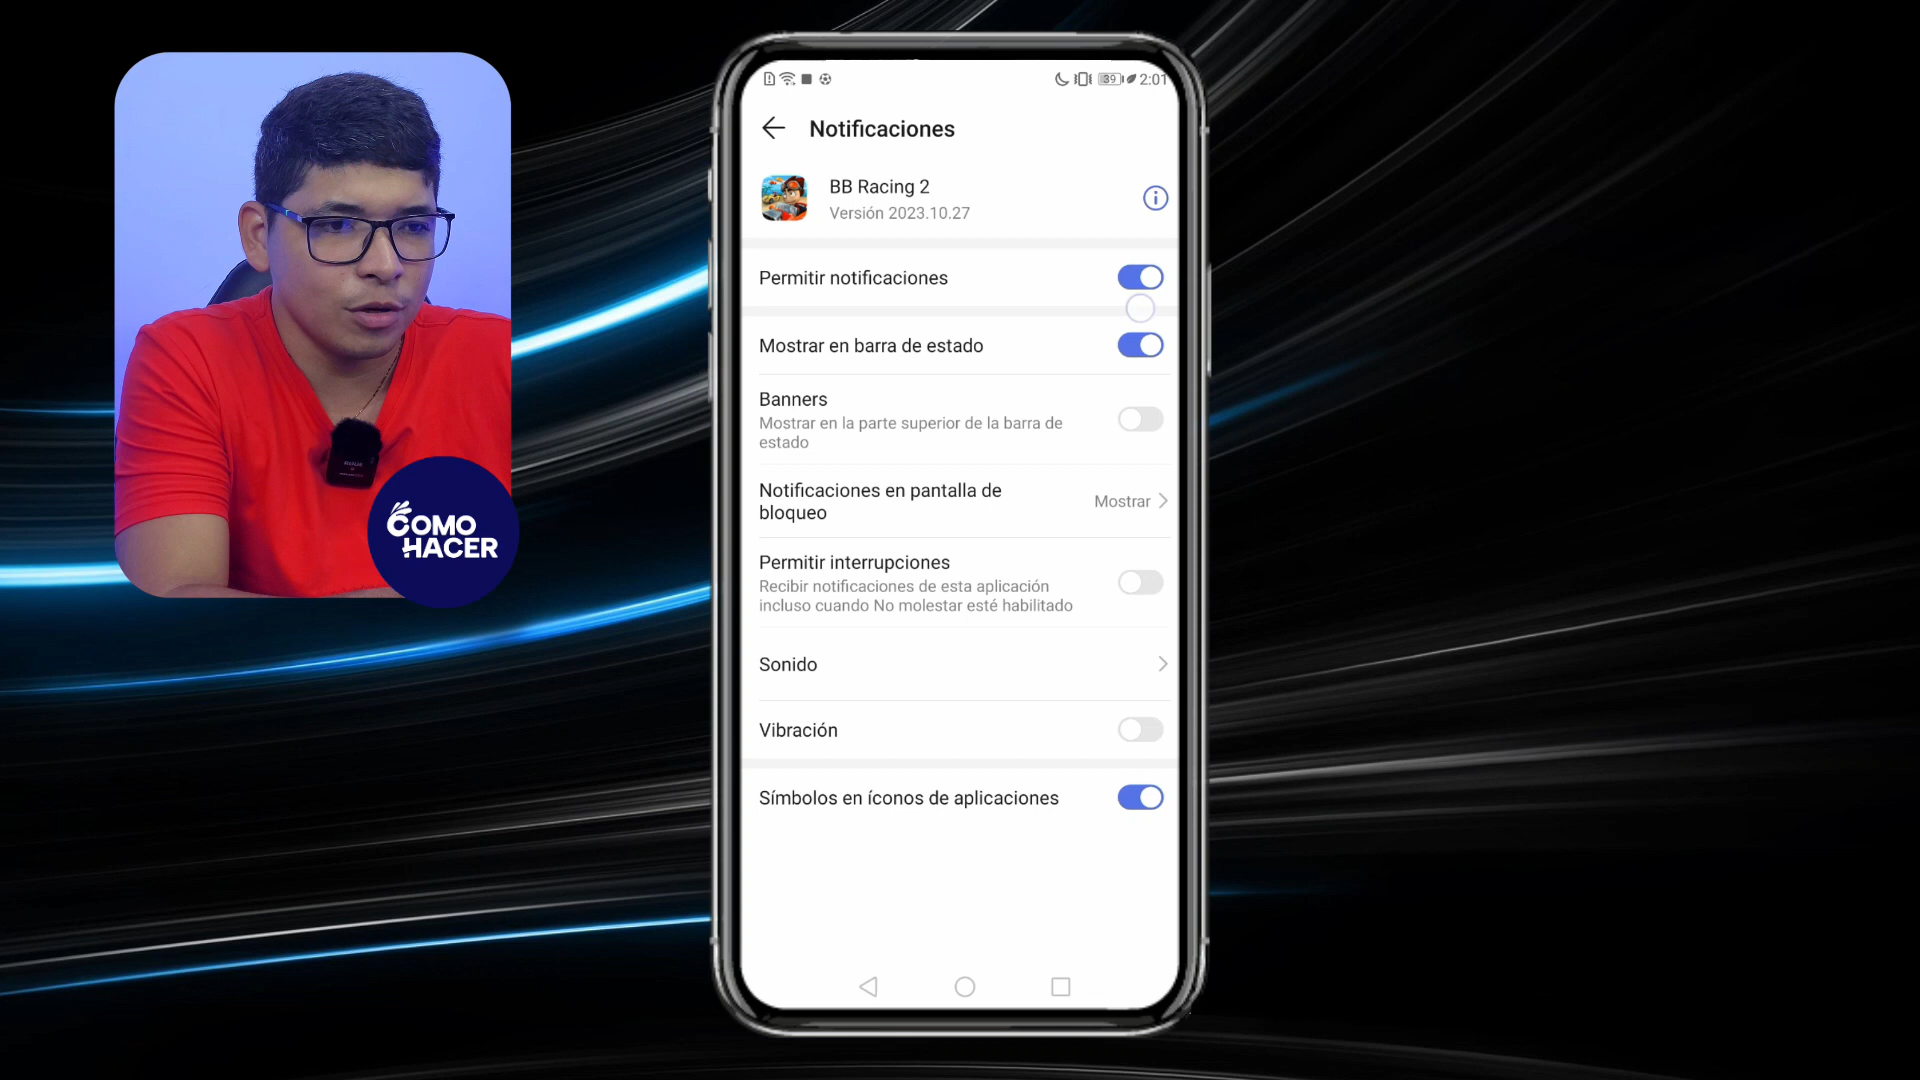 39
2:01
Notificaciones
BB Racing 2
Versión 2023.10.27
Permitir notificaciones
Mostrar en barra de estado
Banners
Mostrar en la parte superior de la barra de
estado
Notificaciones en pantalla de
bloqueo
Mostrar
Permitir interrupciones
Recibir notificaciones de esta aplicación
incluso cuando No molestar esté habilitado
Sonido
Vibración
Símbolos en íconos de aplicaciones
COMO
HACER